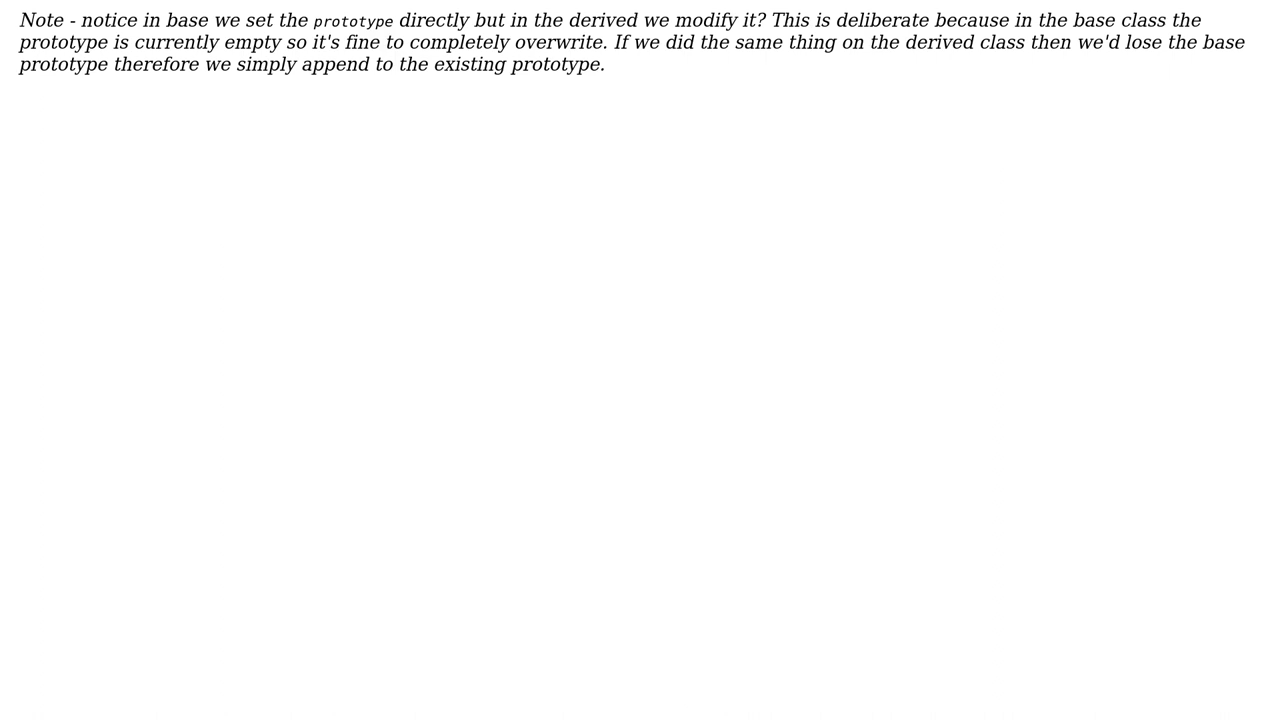 Note - notice in base we set the prototype directly but in the derived we modify it? This is deliberate because in the base class the
prototype is currently empty so it's fine to completely overwrite. If we did the same thing on the derived class then we'd lose the base
prototype therefore we simply append to the existing prototype.